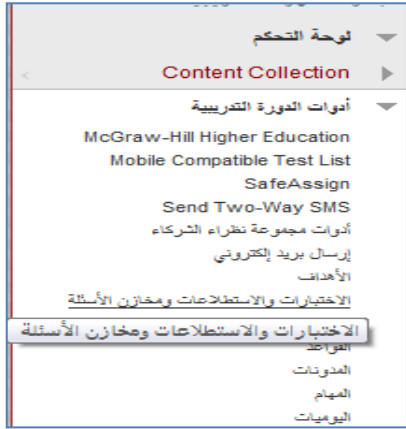 لوحة التحكم
Content Collection
أدوات الدورة التدريبية
McGraw-Hill Higher Education
Mobile Compatible Test List
SafeAssign
Send Two-Way SMS
أدوات مجموعة نظراء الشركاء
إرسال بريد إلكتروني
الأهداف
الاختبارات والاستطلاعات ومخازن الأسئلة
الاختبارات والاستطلاعات ومخازن الأسئلة
القواعد
المدونات
المهام
اليوميات